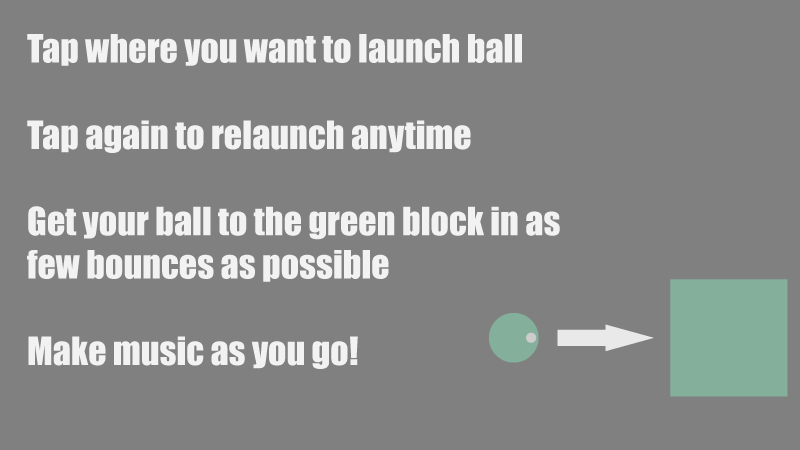 Tap where you want to launch ball
Tap again to relaunch anytime
Get your ball to the green block in as
few bounces as possible
Make music as you go!